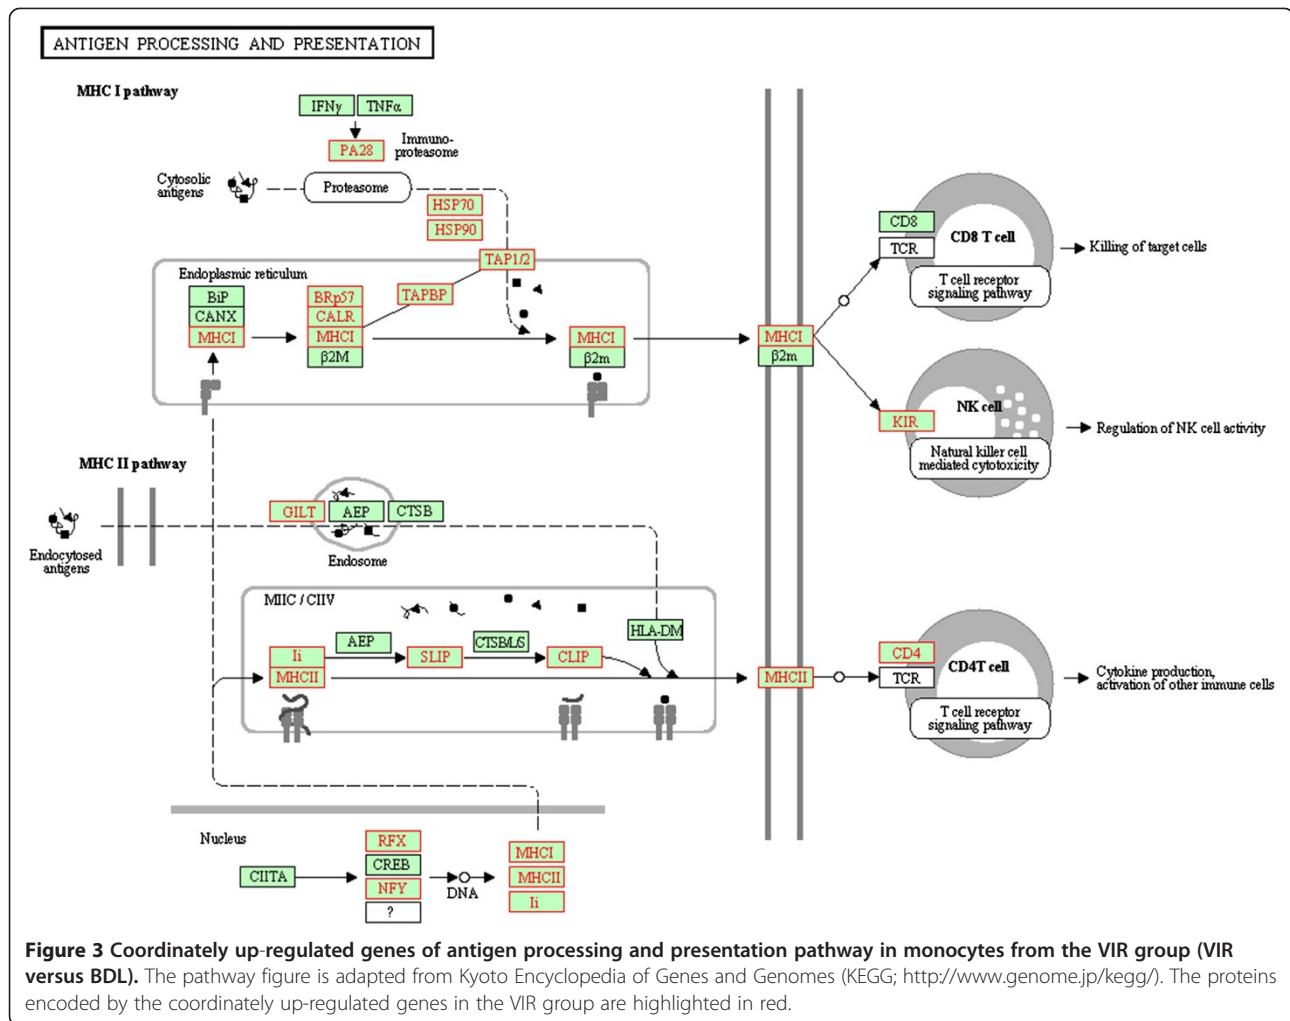 ANTIGEN PROCESSING AND PRESENTATION
MHC I pathway
IFNγ TNFα
PA28
Immuno-
proteasome
Cytosolic
antigens
Proteasome
HSP70
HSP90
TAP1/2
Endoplasmic reticulum
BiP
CANX
MHCI
BRp57
CALR
MHCI
β2M
TAPBP
MHCI
β2m
MHCI
β2m
CD8
TCR
CD8 T cell
T cell receptor
signaling pathway
Killing of target cells
KIR
NK cell
Natural killer cell
mediated cytotoxicity
Regulation of NK cell activity
MHC II pathway
Endocytosed
antigens
GILT AEP CTSB
Endosome
MIIC / CIIV
Ii
MHCII
AEP
SLIP
CTSB/L/S
CLIP
HLA-DM
MHCII
CD4
TCR
CD4T cell
T cell receptor
signaling pathway
Cytokine production,
activation of other immune cells
Nucleus
CIITA
RFX
CREB
NFY
?
DNA
MHCI
MHCII
Ii
Figure 3 Coordinately up-regulated genes of antigen processing and presentation pathway in monocytes from the VIR group (VIR
versus BDL). The pathway figure is adapted from Kyoto Encyclopedia of Genes and Genomes (KEGG; http://www.genome.jp/kegg/). The proteins
encoded by the coordinately up-regulated genes in the VIR group are highlighted in red.